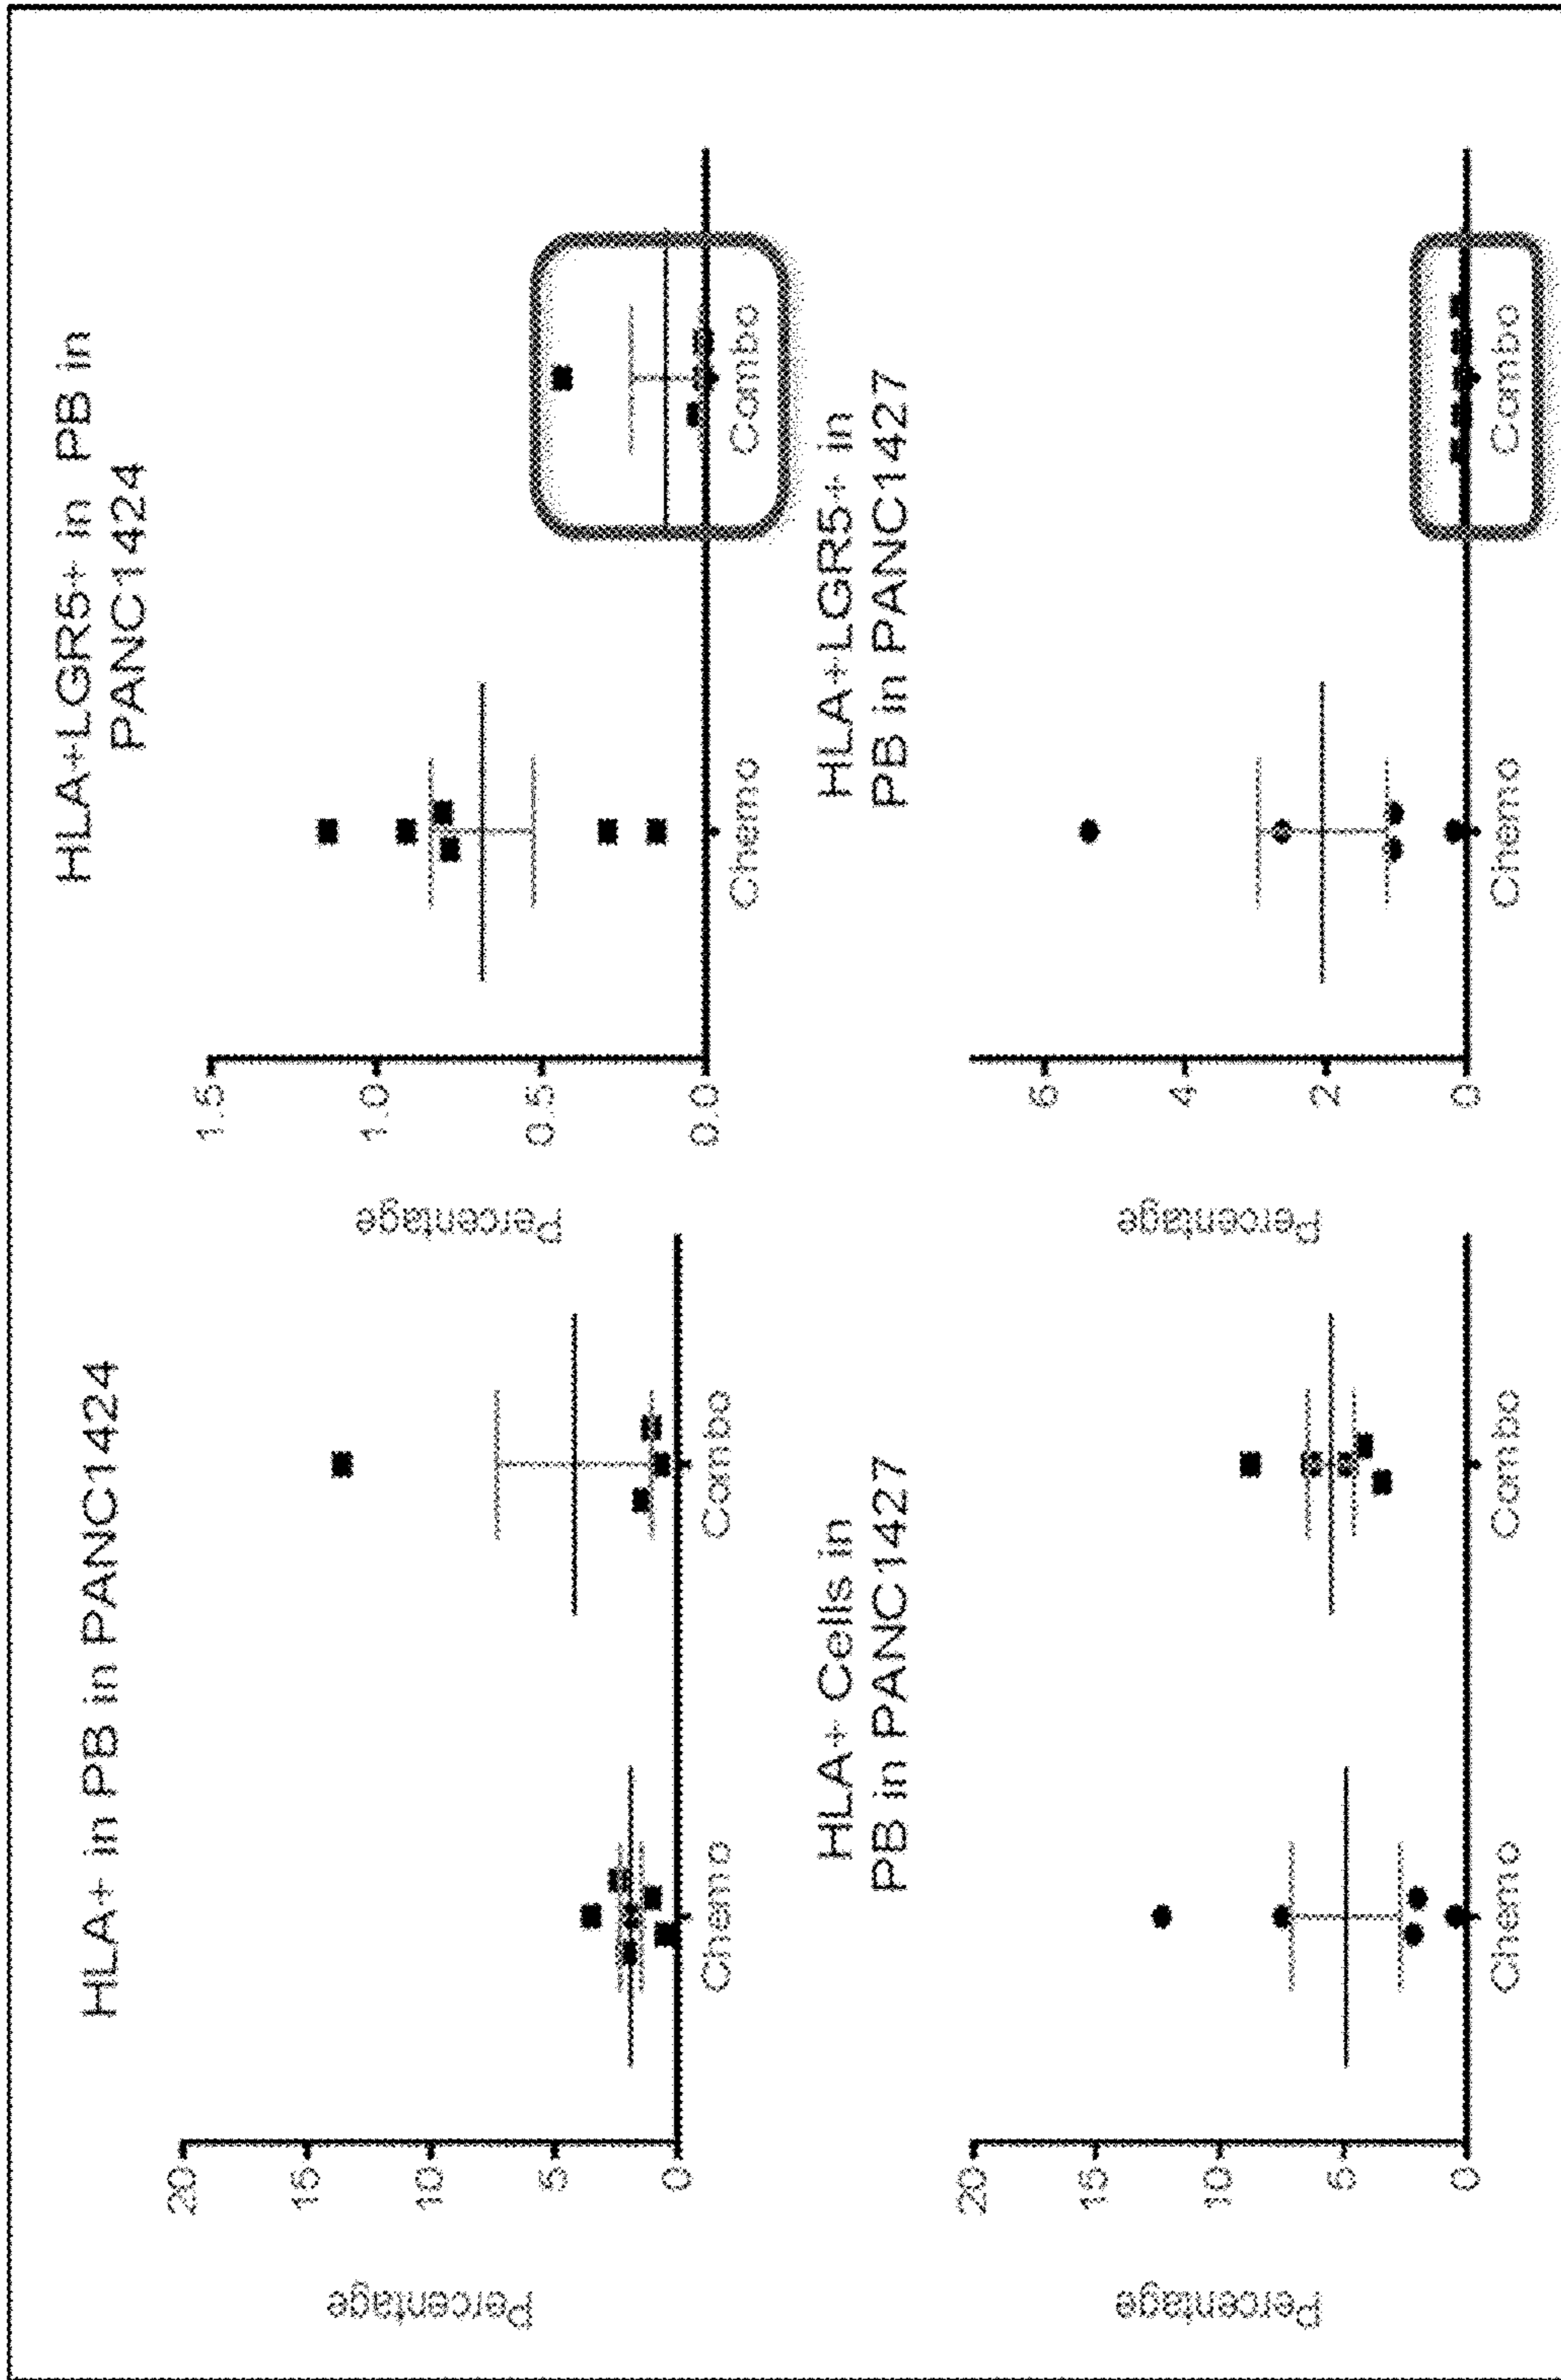 HLA+ in PB in PANC1424
Percentage
20
15
10
5
0
Chemo
Combo
HLA+LGR5+ in PB in
PANC1424
Percentage
1.5
1.0
0.5
0.0
Chemo
Combo
HLA+ Cells in
PB in PANC1427
Percentage
20
15
10
5
0
Chemo
Combo
HLA+LGR5+ in
PB in PANC1427
Percentage
6
4
2
0
Chemo
Combo